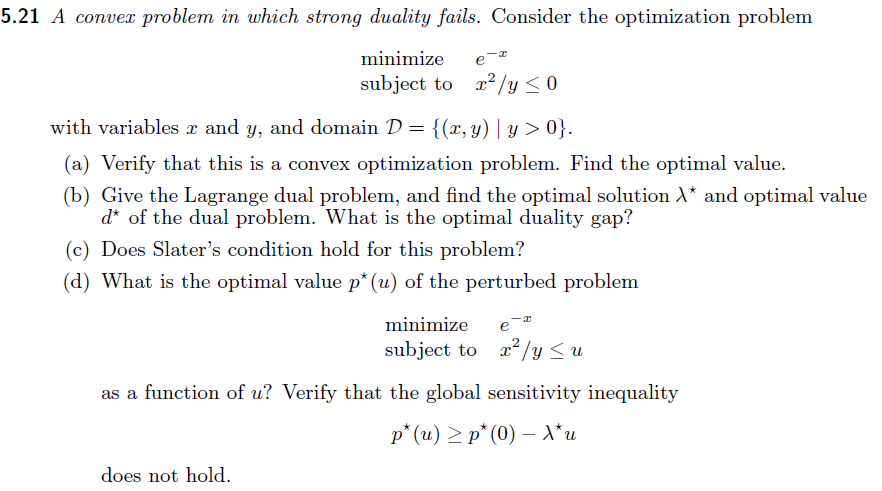 5.21 A convex problem in which strong duality fails. Consider the optimization problem
minimize e^{-x}
subject to x²/y ≤ 0
with variables x and y, and domain 𝒟 = {(x, y) | y > 0}.
(a) Verify that this is a convex optimization problem. Find the optimal value.
(b) Give the Lagrange dual problem, and find the optimal solution λ⋆ and optimal value
d⋆ of the dual problem. What is the optimal duality gap?
(c) Does Slater's condition hold for this problem?
(d) What is the optimal value p⋆(u) of the perturbed problem
minimize e^{-x}
subject to x²/y ≤ u
as a function of u? Verify that the global sensitivity inequality
p⋆(u) ≥ p⋆(0) − λ⋆u
does not hold.